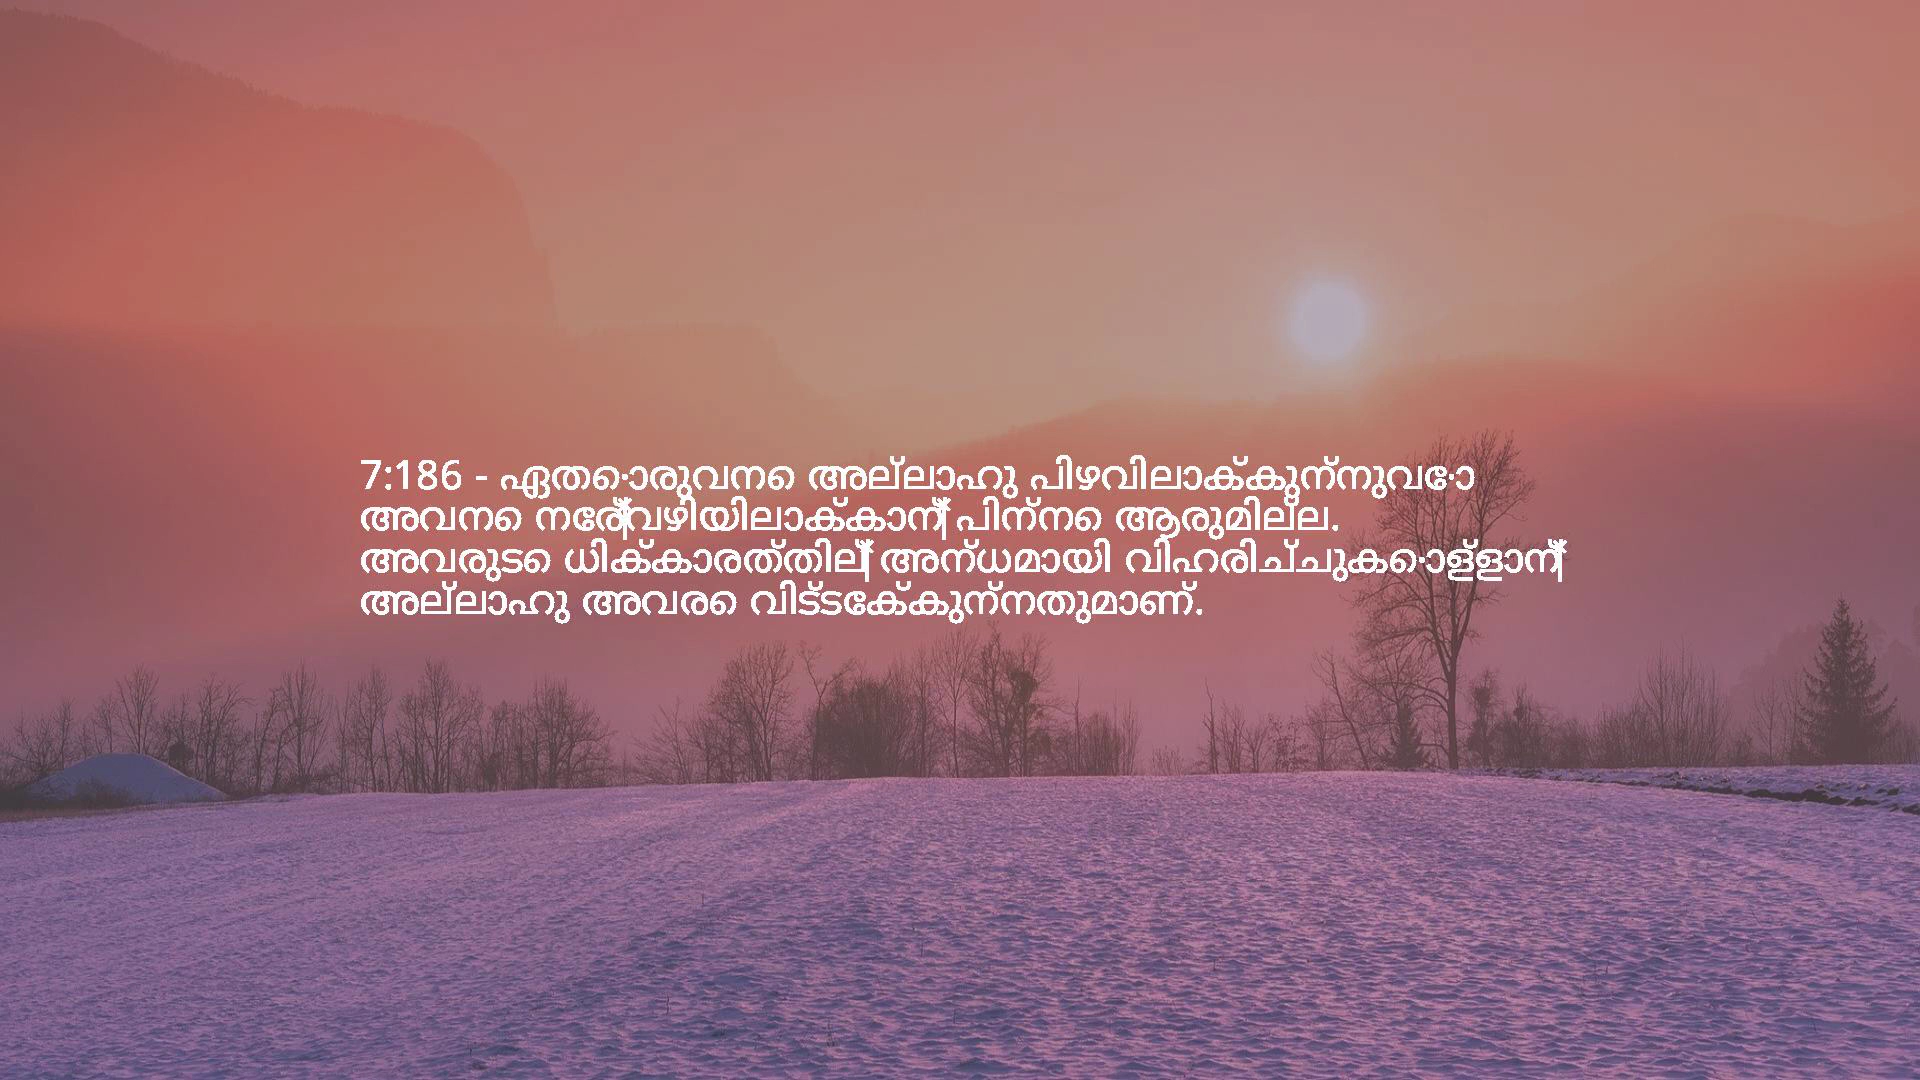 7:186 - ഏതൊരുവനെ അല്ലാഹു പിഴവിലാക്കുന്നുവോ
അവനെ നേര്‍വഴിയിലാക്കാന്‍ പിന്നെ ആരുമില്ല.
അവരുടെ ധിക്കാരത്തില്‍ അന്ധമായി വിഹരിച്ചുകൊള്ളാന്‍
അല്ലാഹു അവരെ വിട്ടേക്കുന്നതുമാണ്.